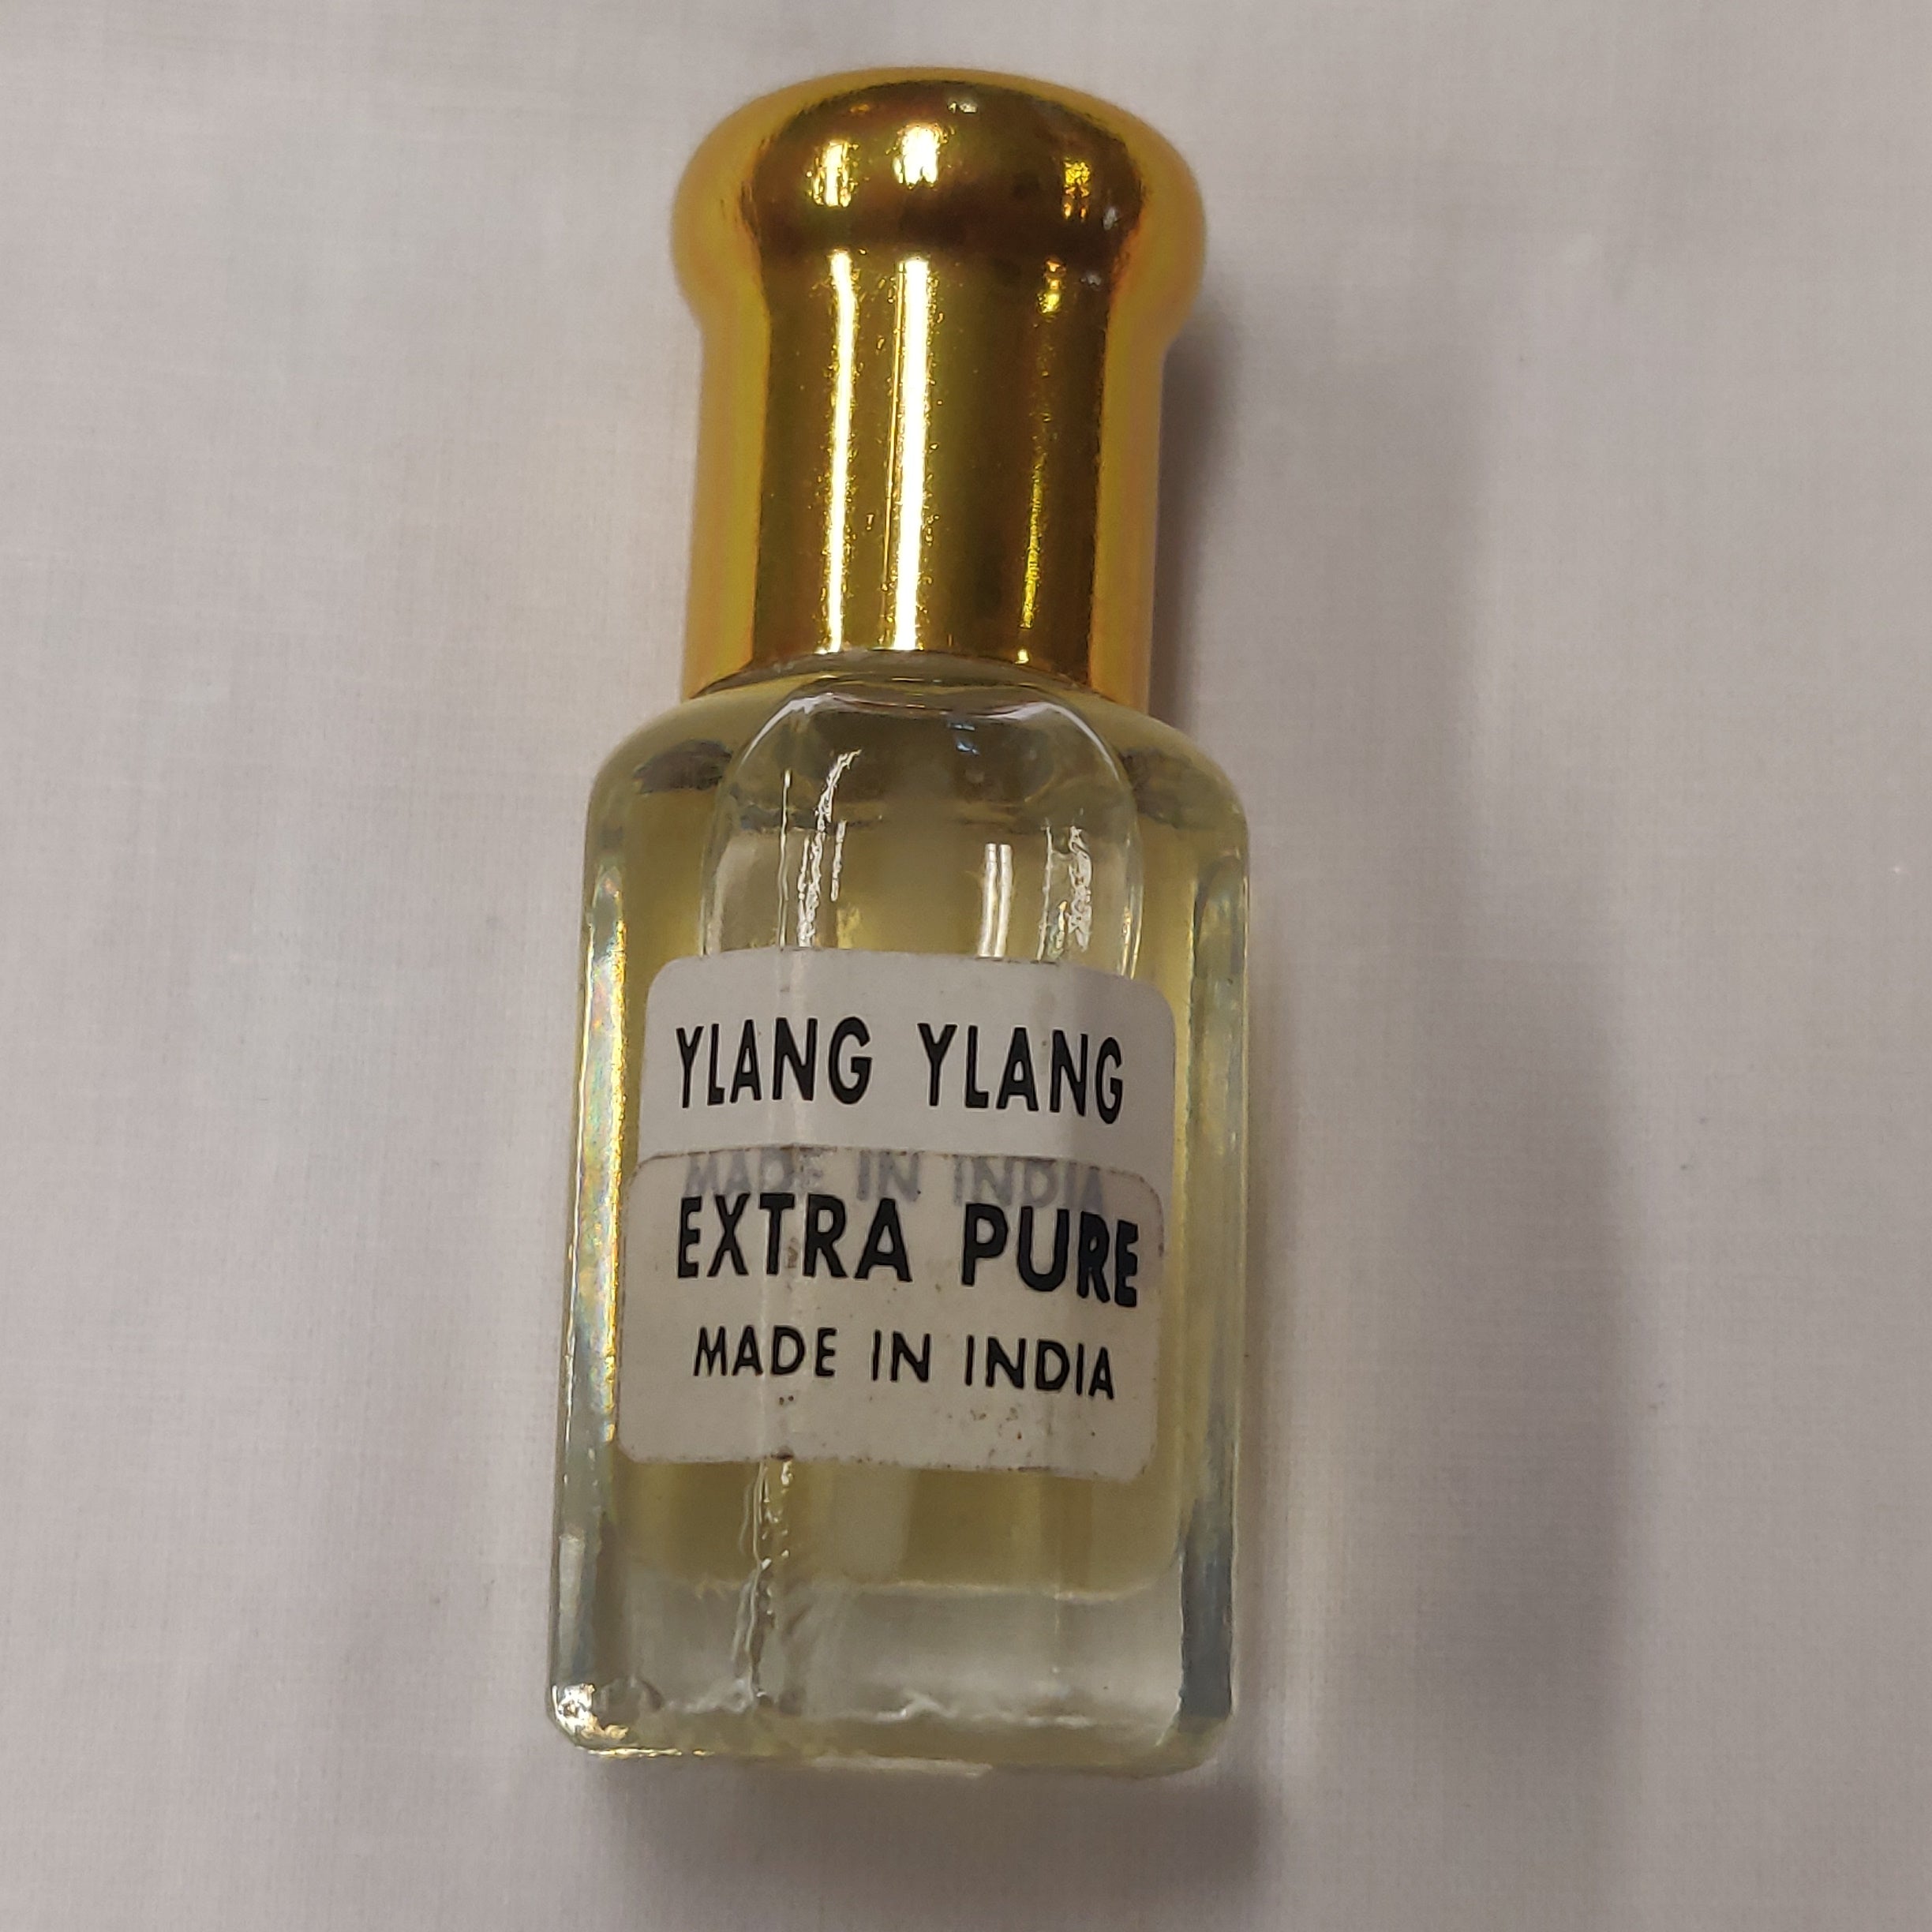 YLANG YLANG
MADE IN INDIA
EXTRA PURE
MADE IN INDIA